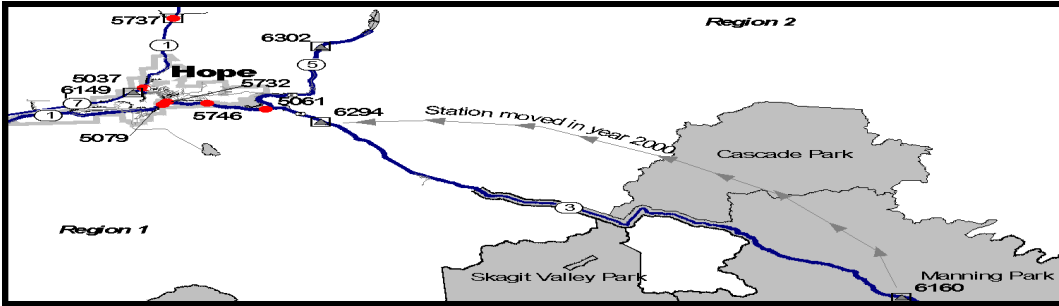 5737
Region 2
6302
1
5
Hope
5037
5732
6149
5061
7
6294
1
5746
Station moved in year 2000
5079
Cascade Park
3
Region 1
Skagit Valley Park
Manning Park
6160